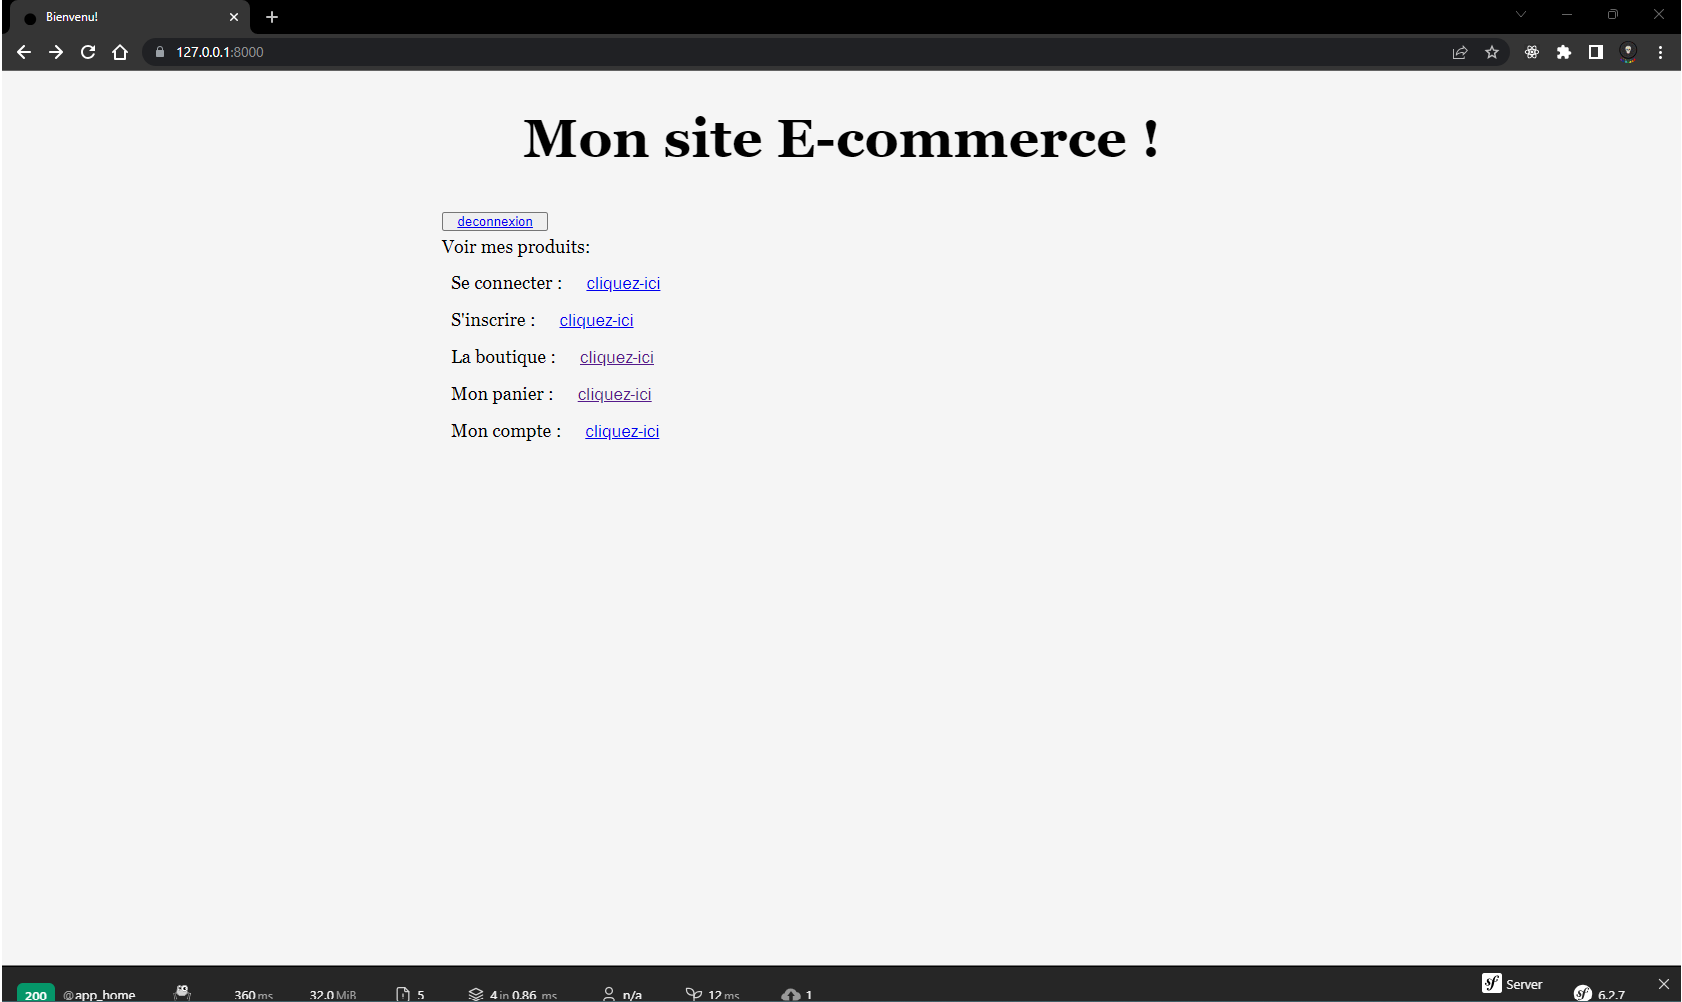 Bienvenu!
127.0.0.1:8000
Mon site E-commerce !
deconnexion
Voir mes produits:
Se connecter : cliquez-ici
S'inscrire : cliquez-ici
La boutique : cliquez-ici
Mon panier : cliquez-ici
Mon compte : cliquez-ici
200 @app_home 360 ms 32.0 MiB 5 4 in 0.86 ms n/a 12 ms 1 sf Server sf 6.2.7